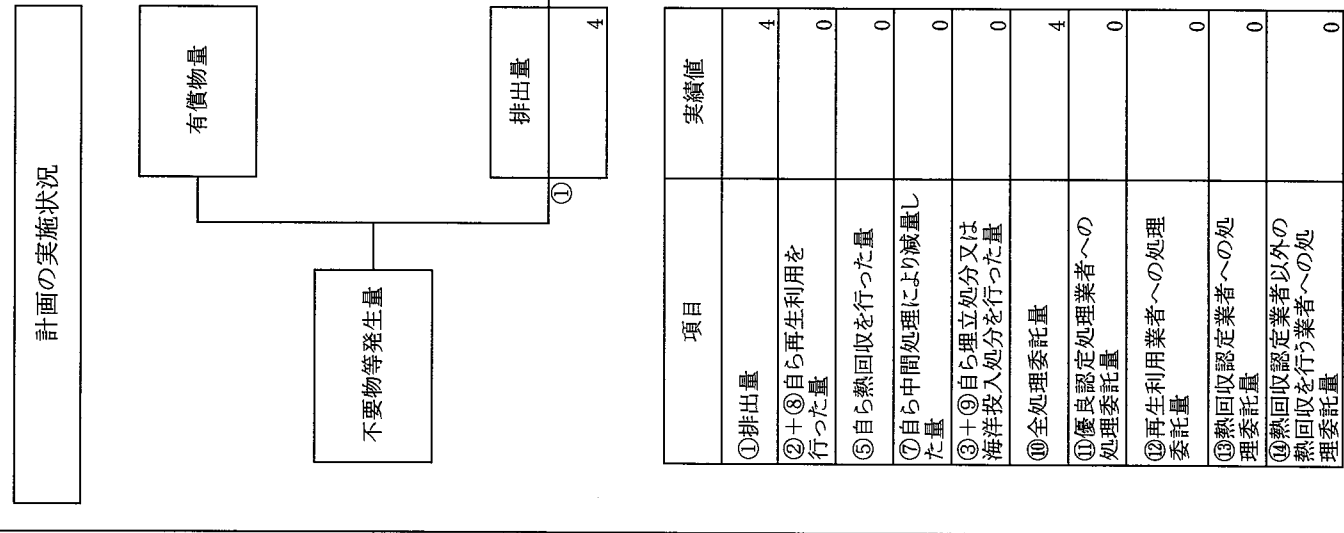 計画の実施状況
有償物量
不要物等発生量
①
排出量
4
項目
実績値
①排出量
4
②+⑧自ら再生利用を
行った量
0
⑤自ら熱回収を行った量
0
⑦自ら中間処理により減量し
た量
0
③+⑨自ら埋立処分又は
海洋投入処分を行った量
0
⑩全処理委託量
4
⑪優良認定処理業者への
処理委託量
0
⑫再生利用業者への処理
委託量
0
⑬熱回収認定業者への処
理委託量
0
⑭熱回収認定業者以外の
熱回収を行う業者への処
理委託量
0